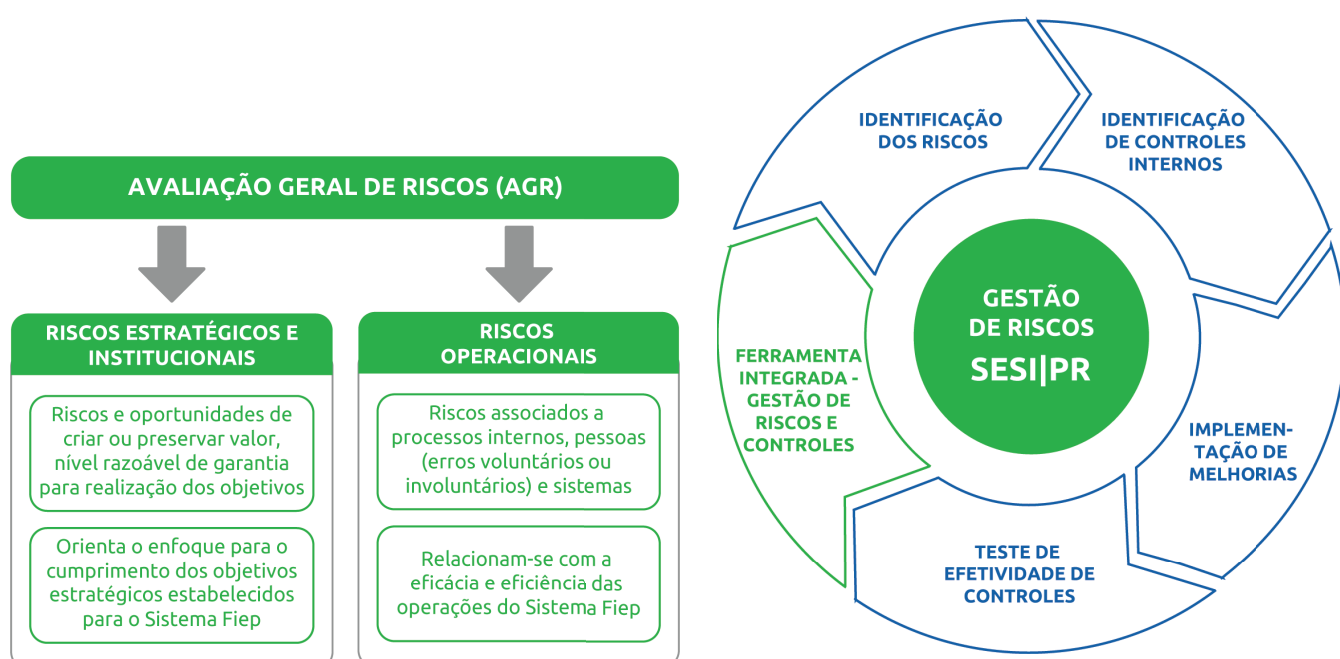 AVALIAÇÃO GERAL DE RISCOS (AGR)
RISCOS ESTRATÉGICOS E
INSTITUCIONAIS
Riscos e oportunidades de
criar ou preservar valor,
nível razoável de garantia
para realização dos objetivos
Orienta o enfoque para o
cumprimento dos objetivos
estratégicos estabelecidos
para o Sistema Fiep
RISCOS
OPERACIONAIS
Riscos associados a
processos internos, pessoas
(erros voluntários ou
involuntários) e sistemas
Relacionam-se com a
eficácia e eficiência das
operações do Sistema Fiep
IDENTIFICAÇÃO
DOS RISCOS
IDENTIFICAÇÃO
DE CONTROLES
INTERNOS
IMPLEMEN-
TAÇÃO DE
MELHORIAS
TESTE DE
EFETIVIDADE DE
CONTROLES
FERRAMENTA
INTEGRADA -
GESTÃO DE
RISCOS E
CONTROLES
GESTÃO
DE RISCOS
SESI|PR